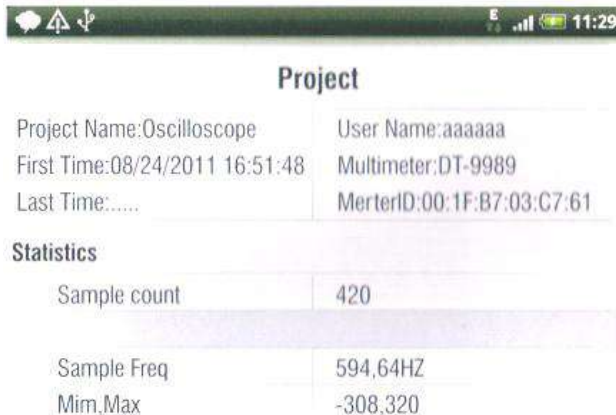 E 11:29
Project
Project Name:Oscilloscope User Name:aaaaaa
First Time:08/24/2011 16:51:48 Multimeter:DT-9989
Last Time:..... MerterID:00:1F:B7:03:C7:61
Statistics
Sample count 420
Sample Freq 594,64HZ
Mim,Max -308,320